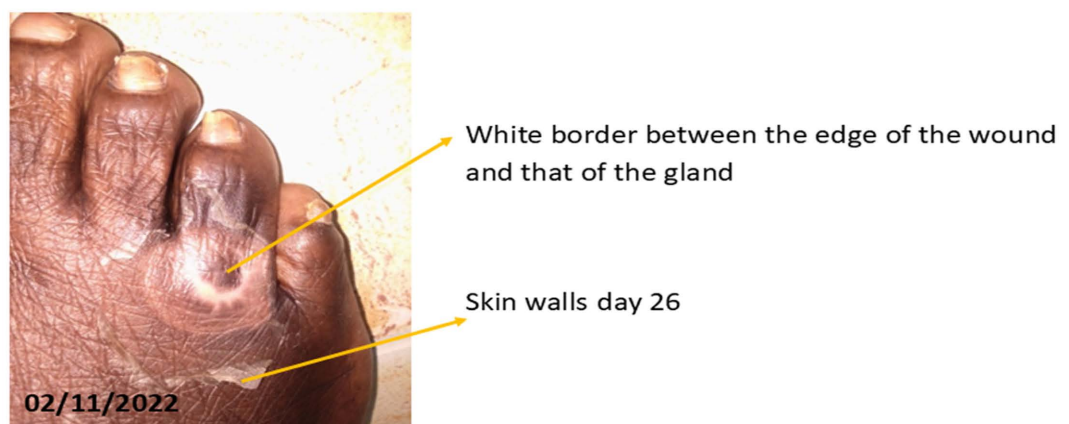 White border between the edge of the wound
and that of the gland
Skin walls day 26
02/11/2022